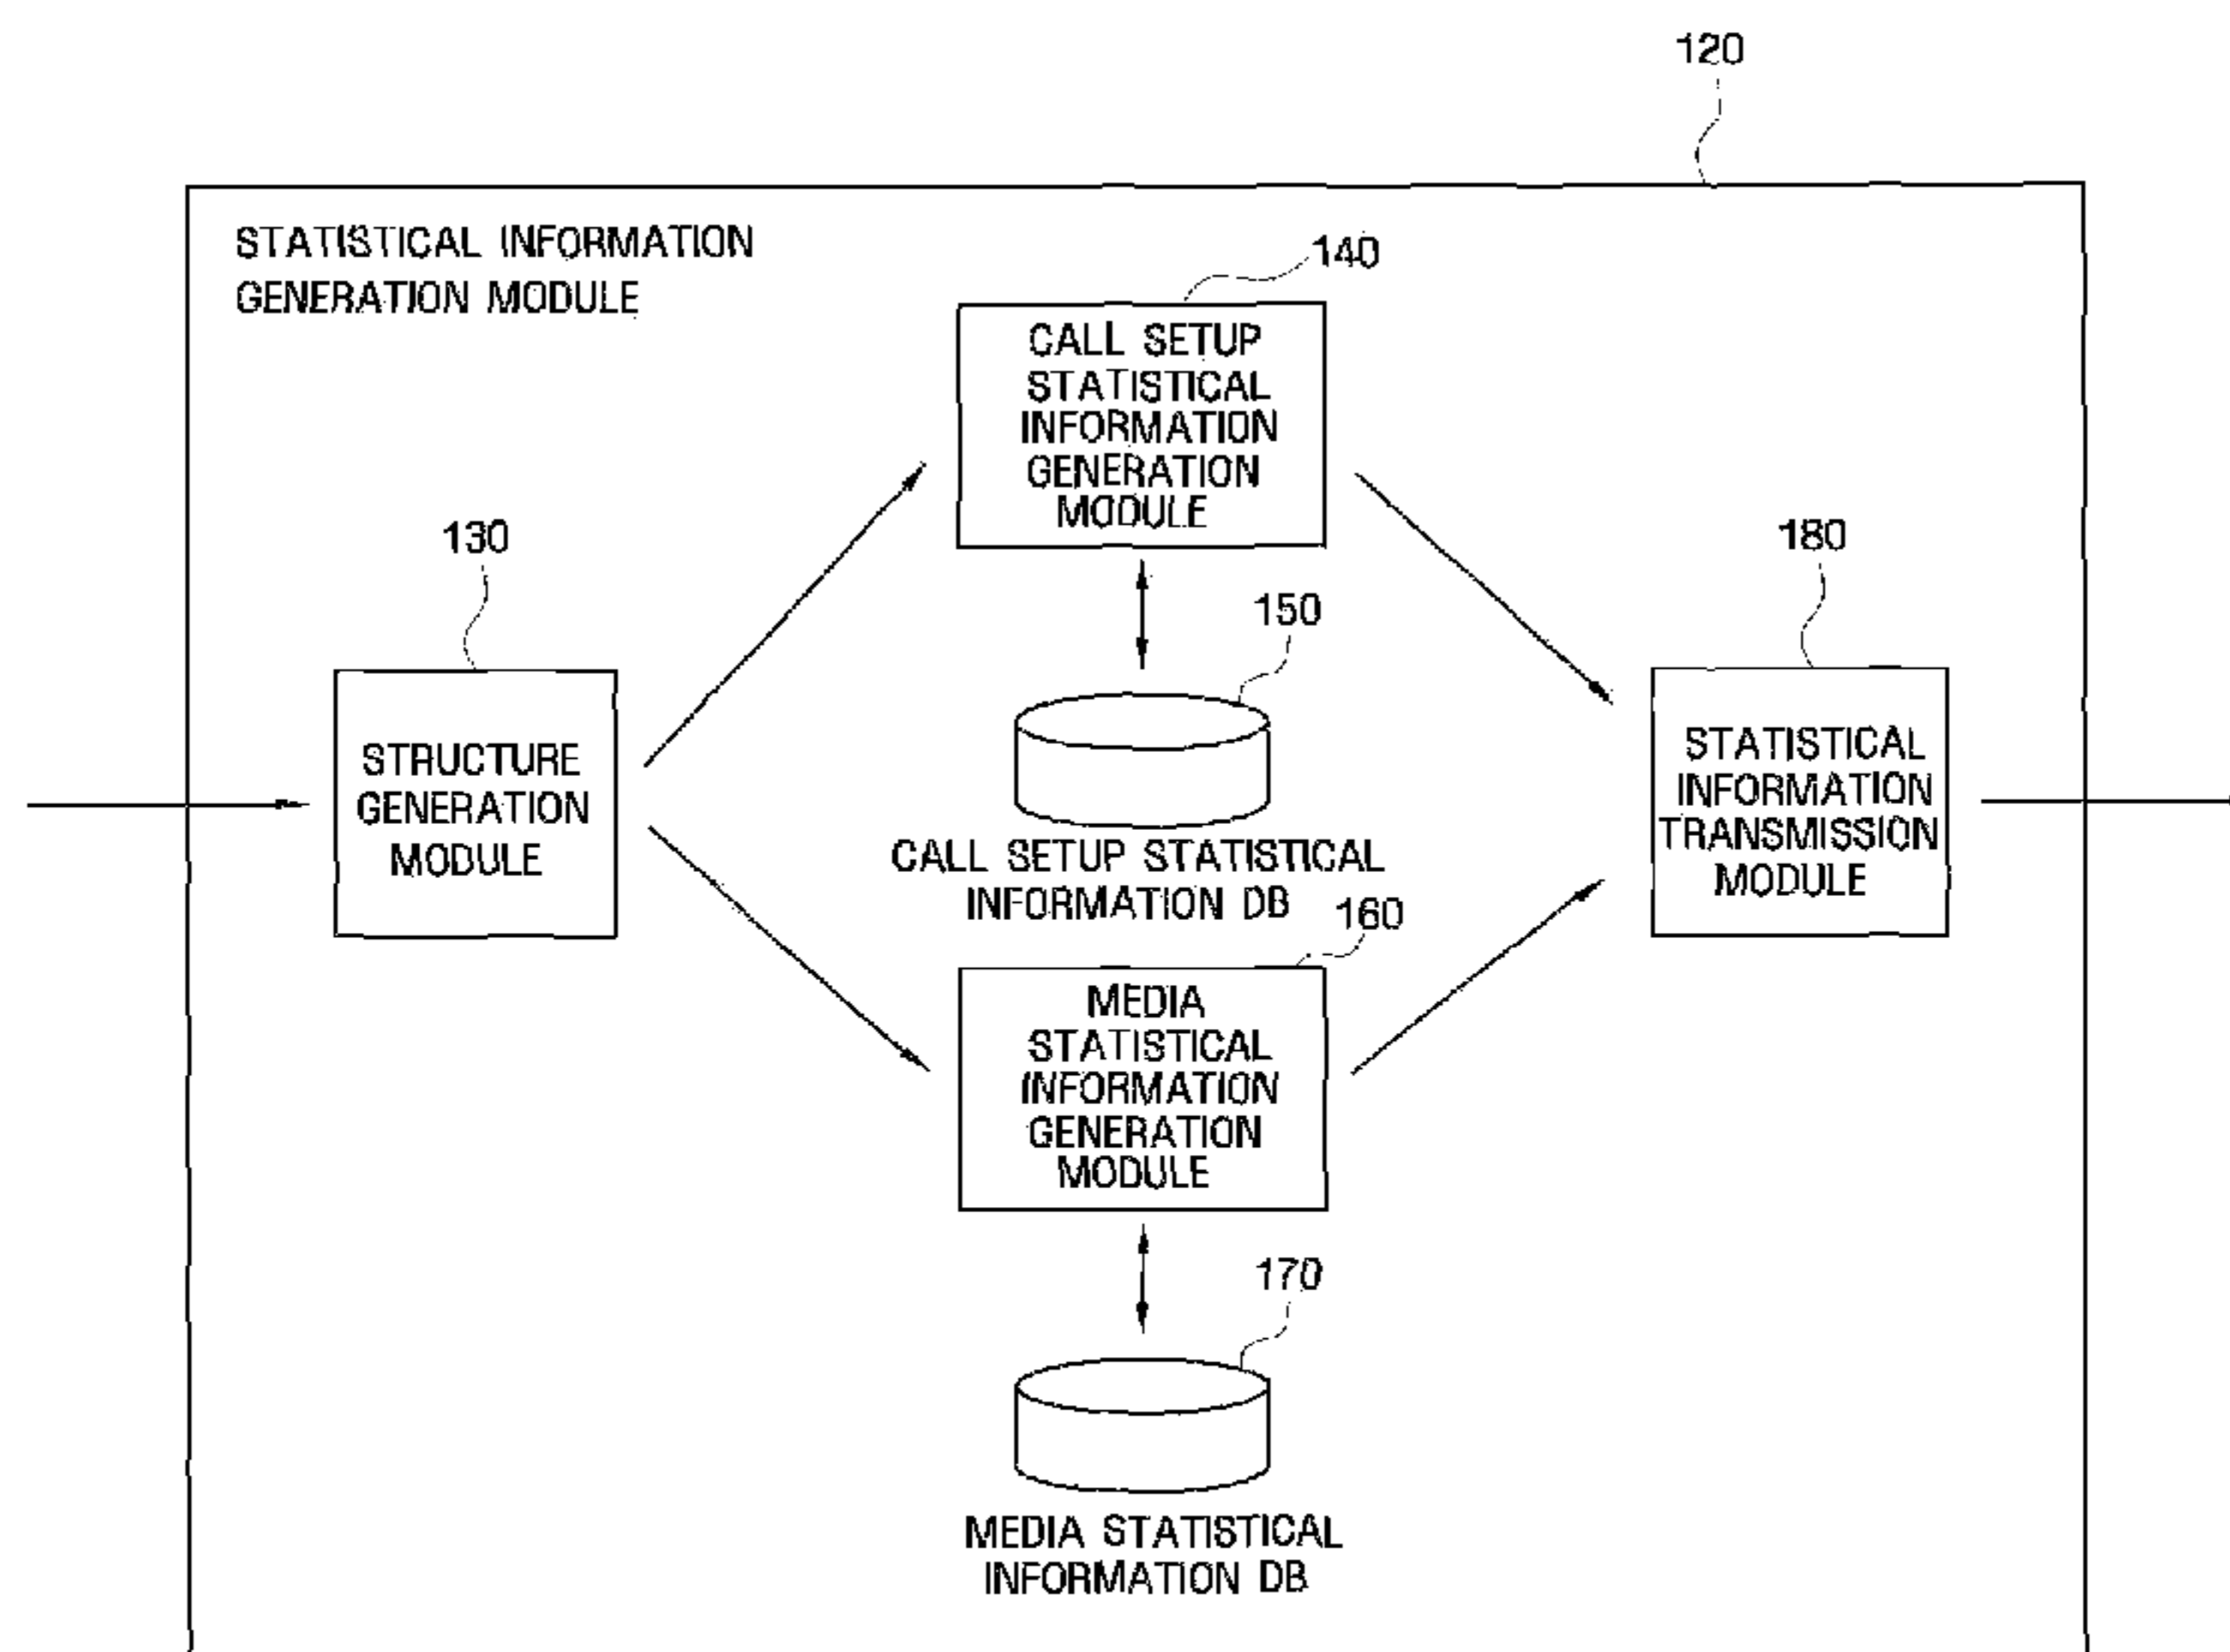 120
STATISTICAL INFORMATION
GENERATION MODULE
140
CALL SETUP
STATISTICAL
INFORMATION
GENERATION
MODULE
130
STRUCTURE
GENERATION
MODULE
150
CALL SETUP STATISTICAL
INFORMATION DB
180
STATISTICAL
INFORMATION
TRANSMISSION
MODULE
160
MEDIA
STATISTICAL
INFORMATION
GENERATION
MODULE
170
MEDIA STATISTICAL
INFORMATION DB